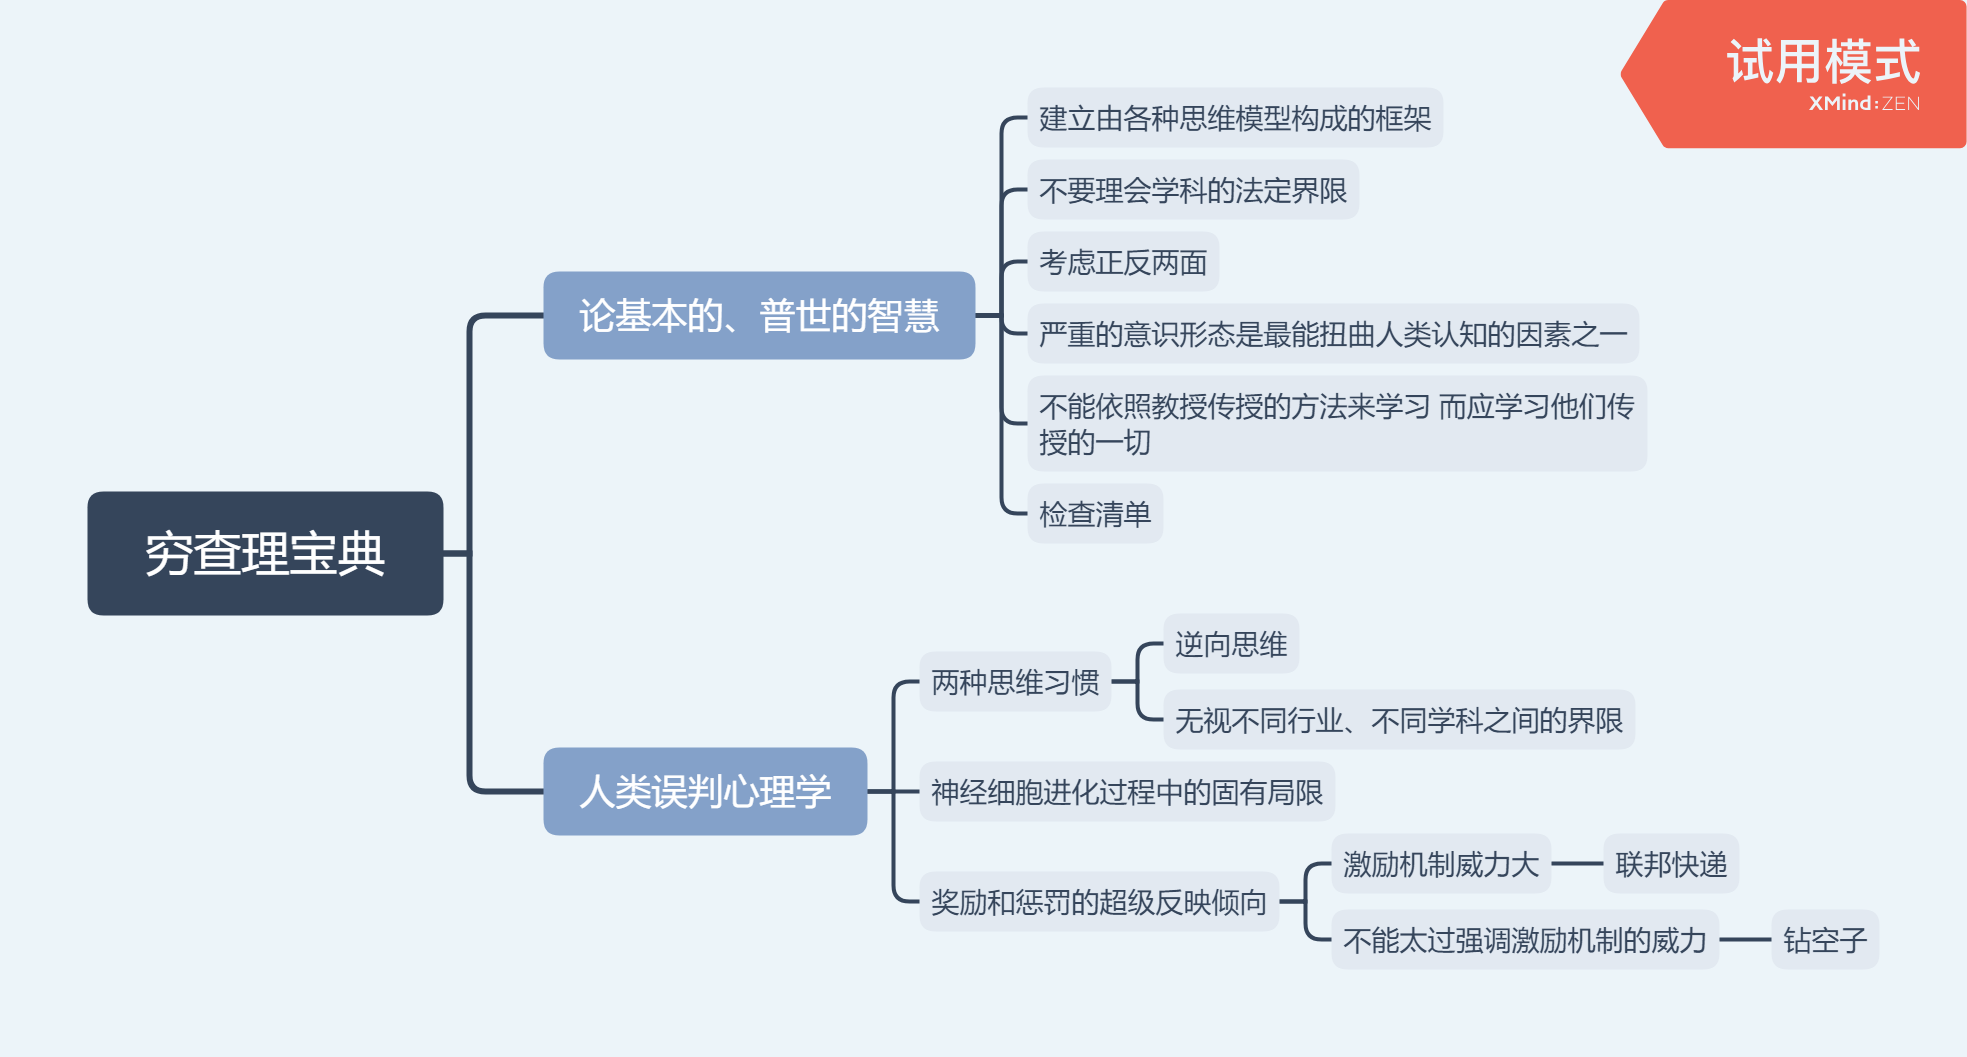 试用模式
XMind:ZEN
穷查理宝典
论基本的、普世的智慧
建立由各种思维模型构成的框架
不要理会学科的法定界限
考虑正反两面
严重的意识形态是最能扭曲人类认知的因素之一
不能依照教授传授的方法来学习 而应学习他们传
授的一切
检查清单
人类误判心理学
两种思维习惯
逆向思维
无视不同行业、不同学科之间的界限
神经细胞进化过程中的固有局限
奖励和惩罚的超级反映倾向
激励机制威力大
联邦快递
不能太过强调激励机制的威力
钻空子